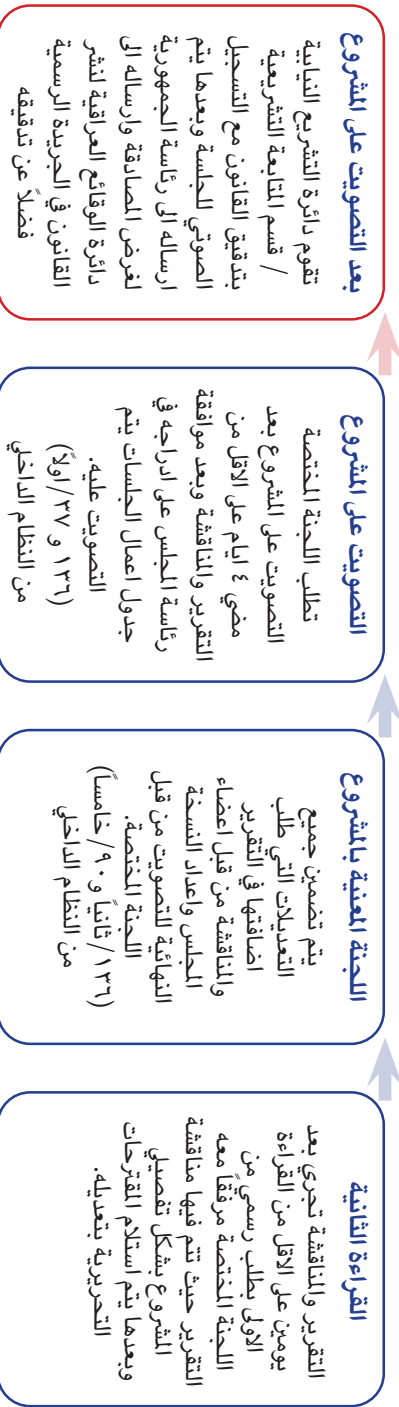 القراءة الثانية
التقرير والمناقشة تجري بعد
يومين على الاقل من القراءة
الاولى بطلب رسمي من
اللجنة المختصة مرفقاً معه
التقرير حيث تتم فيها مناقشة
المشروع بشكل تفصيلي
وبعدها يتم استلام المقترحات
التحريرية بتعديله.
اللجنة المعنية بالمشروع
يتم تضمين جميع
التعديلات التي طلب
اضافتها في التقرير
والمناقشة من قبل اعضاء
المجلس واعداد النسخة
النهائية للتصويت من قبل
اللجنة المختصة.
(١٣٦/ ثانياً و ٩٠/ خامساً)
من النظام الداخلي
التصويت على المشروع
تطلب اللجنة المختصة
التصويت على المشروع بعد
مضي ٤ ايام على الاقل من
التقرير والمناقشة وبعد موافقة
رئاسة المجلس على ادراجه في
جدول اعمال الجلسات يتم
التصويت عليه.
(١٣٦ و ٣٧/اولاً)
من النظام الداخلي
بعد التصويت على المشروع
تقوم دائرة التشريع النيابية
/ قسم المتابعة التشريعية
بتدقيق القانون مع التسجيل
الصوتي للجلسة وبعدها يتم
ارساله الى رئاسة الجمهورية
لغرض المصادقة وارساله الى
دائرة الوقائع العراقية لنشر
القانون في الجريدة الرسمية
فضلاً عن تدقيقه